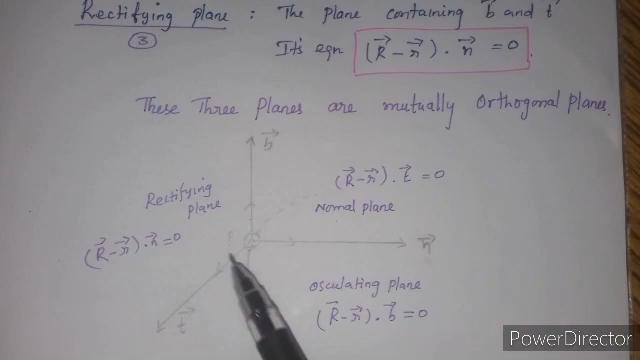 Rectifying plane : The plane containing b⃗ and t⃗
③ It's eqn (R⃗ - r⃗) · n⃗ = 0.
These Three Planes are mutually Orthogonal Planes.
b⃗
Rectifying plane
(R⃗ - r⃗) · t⃗ = 0
Normal plane
(R⃗ - r⃗) · n⃗ = 0
n⃗
t⃗
Osculating plane
(R⃗ - r⃗) · b⃗ = 0
PowerDirector